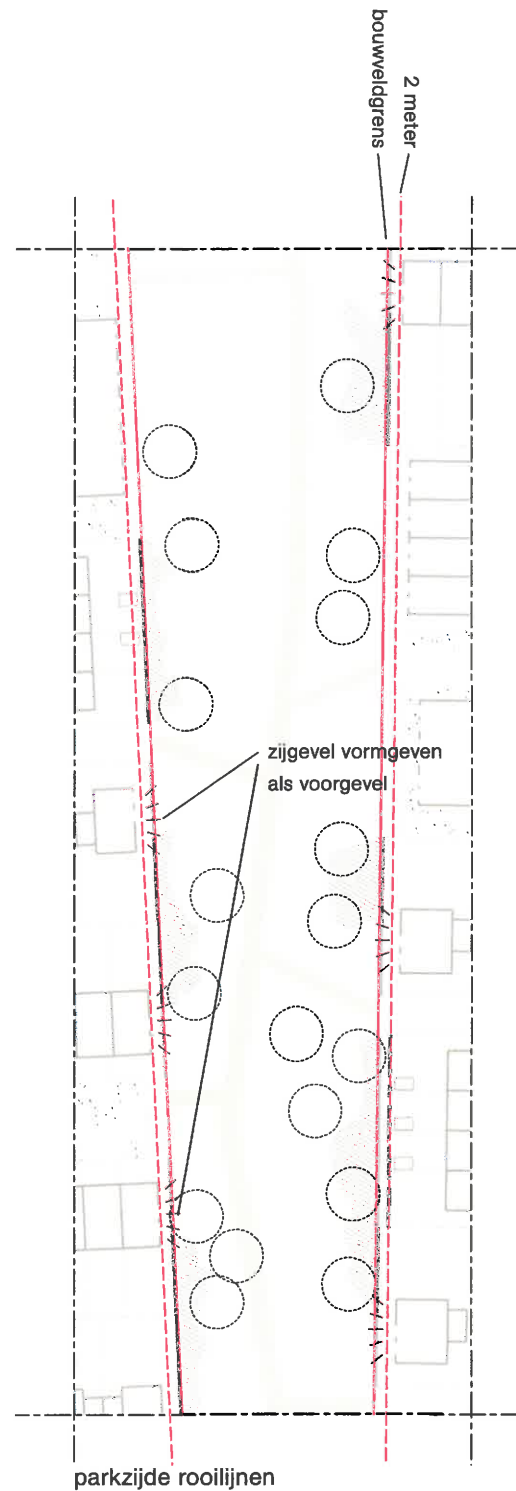 2 meter
bouwveldgrens
zijgevel vormgeven
als voorgevel
parkzijde rooilijnen